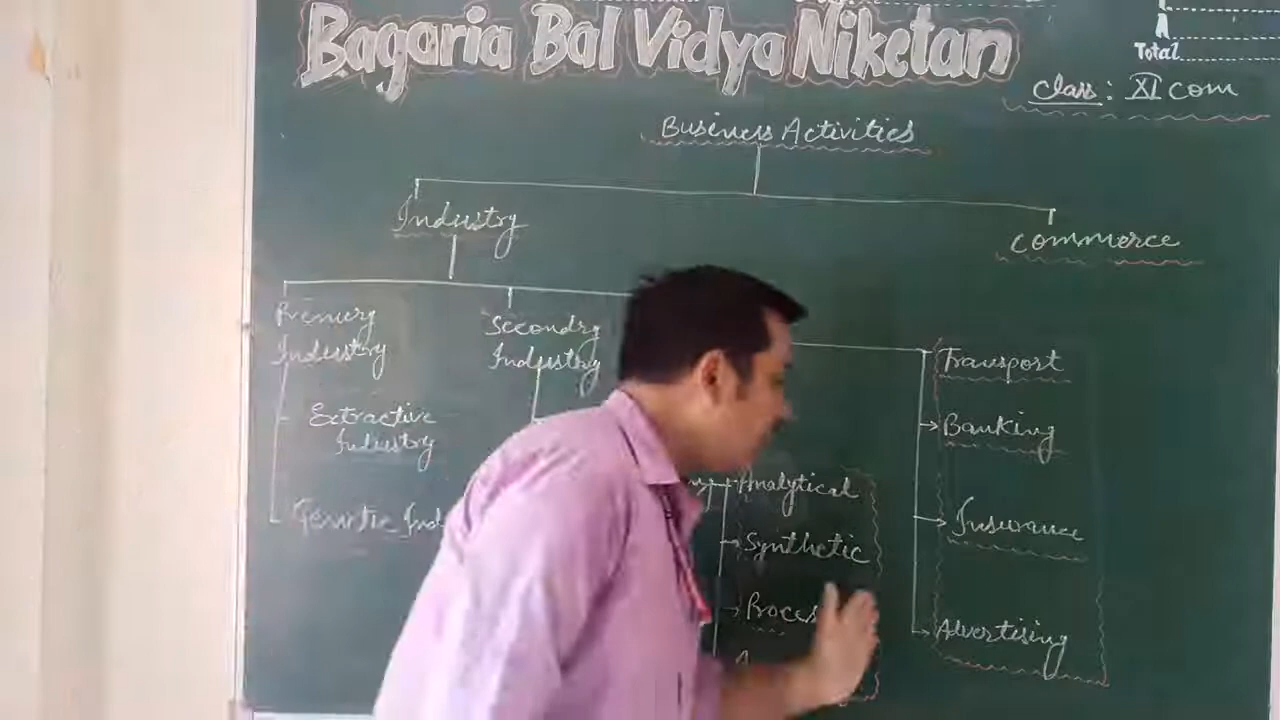 Bagaria Bal Vidya Niketan
A
Total
Class: XI com
Business Activities
Industry
Commerce
Primury
Industry
Secondry
Industry
Transport
Extractive
Industry
Banking
Analytical
Insurance
Synthetic
Advertising